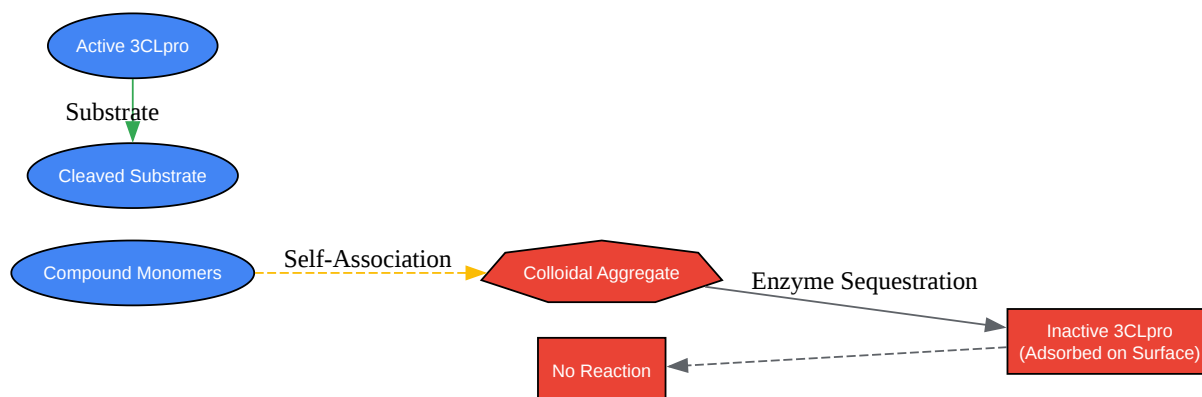 Active 3CLpro
Substrate
Cleaved Substrate
Compound Monomers
Self-Association
Colloidal Aggregate
Enzyme Sequestration
Inactive 3CLpro
(Adsorbed on Surface)
No Reaction